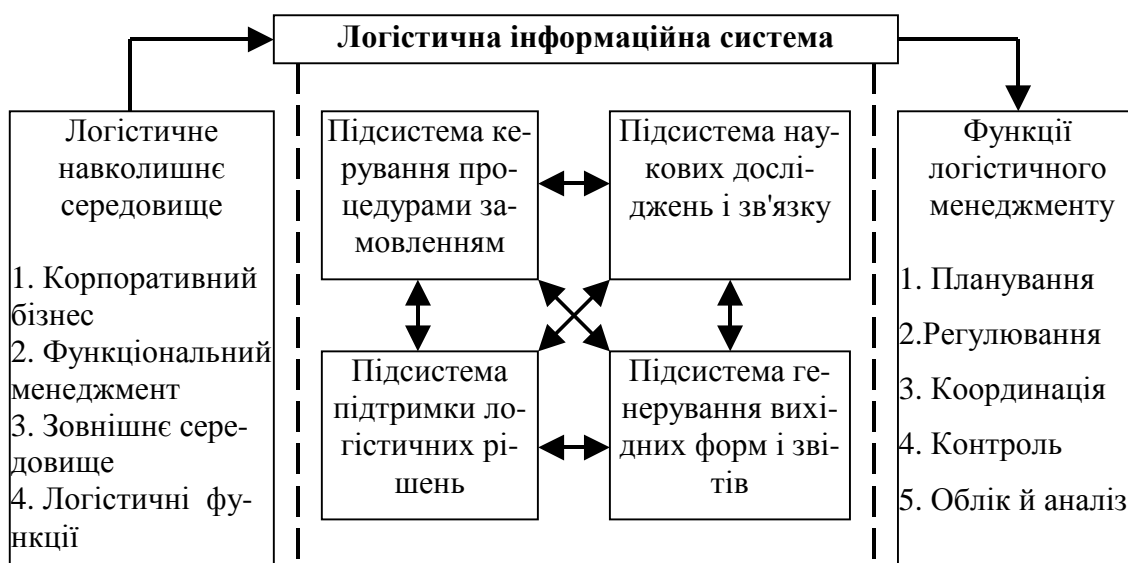 Логістична інформаційна система
Логістичне
навколишнє
середовище
1. Корпоративний
бізнес
2. Функціональний
менеджмент
3. Зовнішнє сере-
довище
4. Логістичні фу-
нкції
Підсистема ке-
рування про-
цедурами за-
мовленням
Підсистема нау-
кових дослі-
джень і зв'язку
Підсистема
підтримки ло-
гістичних рі-
шень
Підсистема ге-
нерування вихі-
дних форм і зві-
тів
Функції
логістичного
менеджменту
1. Планування
2.Регулювання
3. Координація
4. Контроль
5. Облік й аналіз